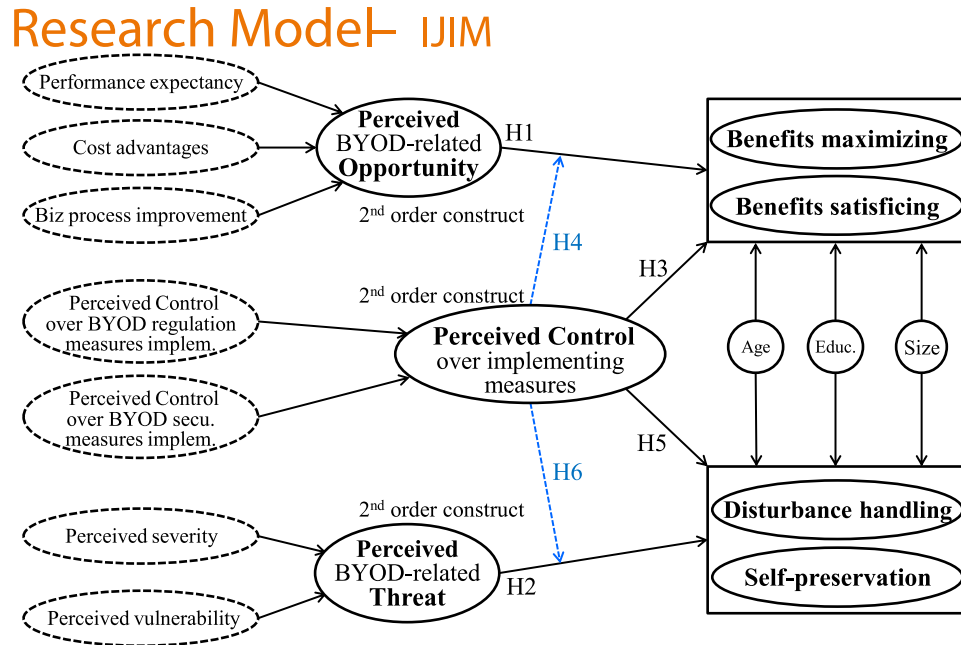 Research Model– IJIM
Performance expectancy
Cost advantages
Biz process improvement
Perceived
BYOD-related
Opportunity
2nd order construct
H1
H4
Benefits maximizing
Benefits satisficing
Perceived Control
over BYOD regulation
measures implem.
Perceived Control
over BYOD secu.
measures implem.
2nd order construct
Perceived Control
over implementing
measures
H3
H5
H6
Age
Educ.
Size
Perceived severity
Perceived vulnerability
2nd order construct
Perceived
BYOD-related
Threat
H2
Disturbance handling
Self-preservation